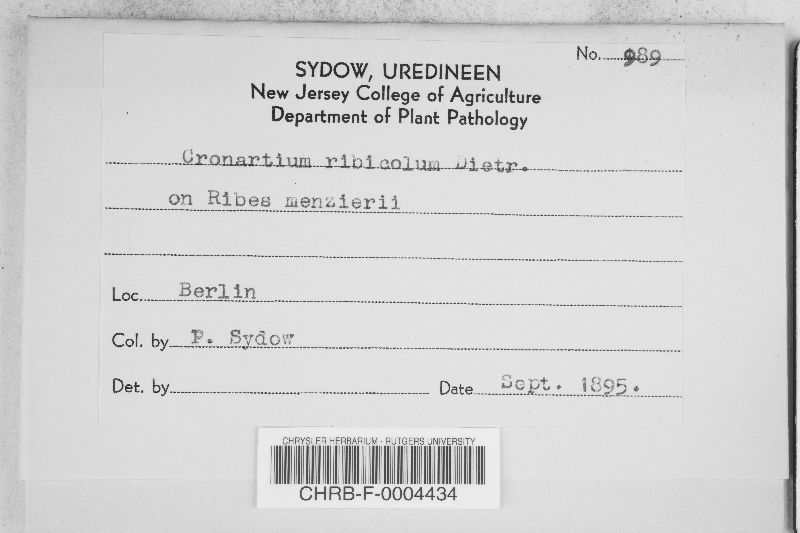 No. 989
SYDOW, UREDINEEN
New Jersey College of Agriculture
Department of Plant Pathology
Cronartium ribicolum Dietr.
on Ribes menzierii
Loc. Berlin
Col. by P. Sydow
Det. by
Date Sept. 1895.
CHRYSLER HERBARIUM - RUTGERS UNIVERSITY
CHRB-F-0004434